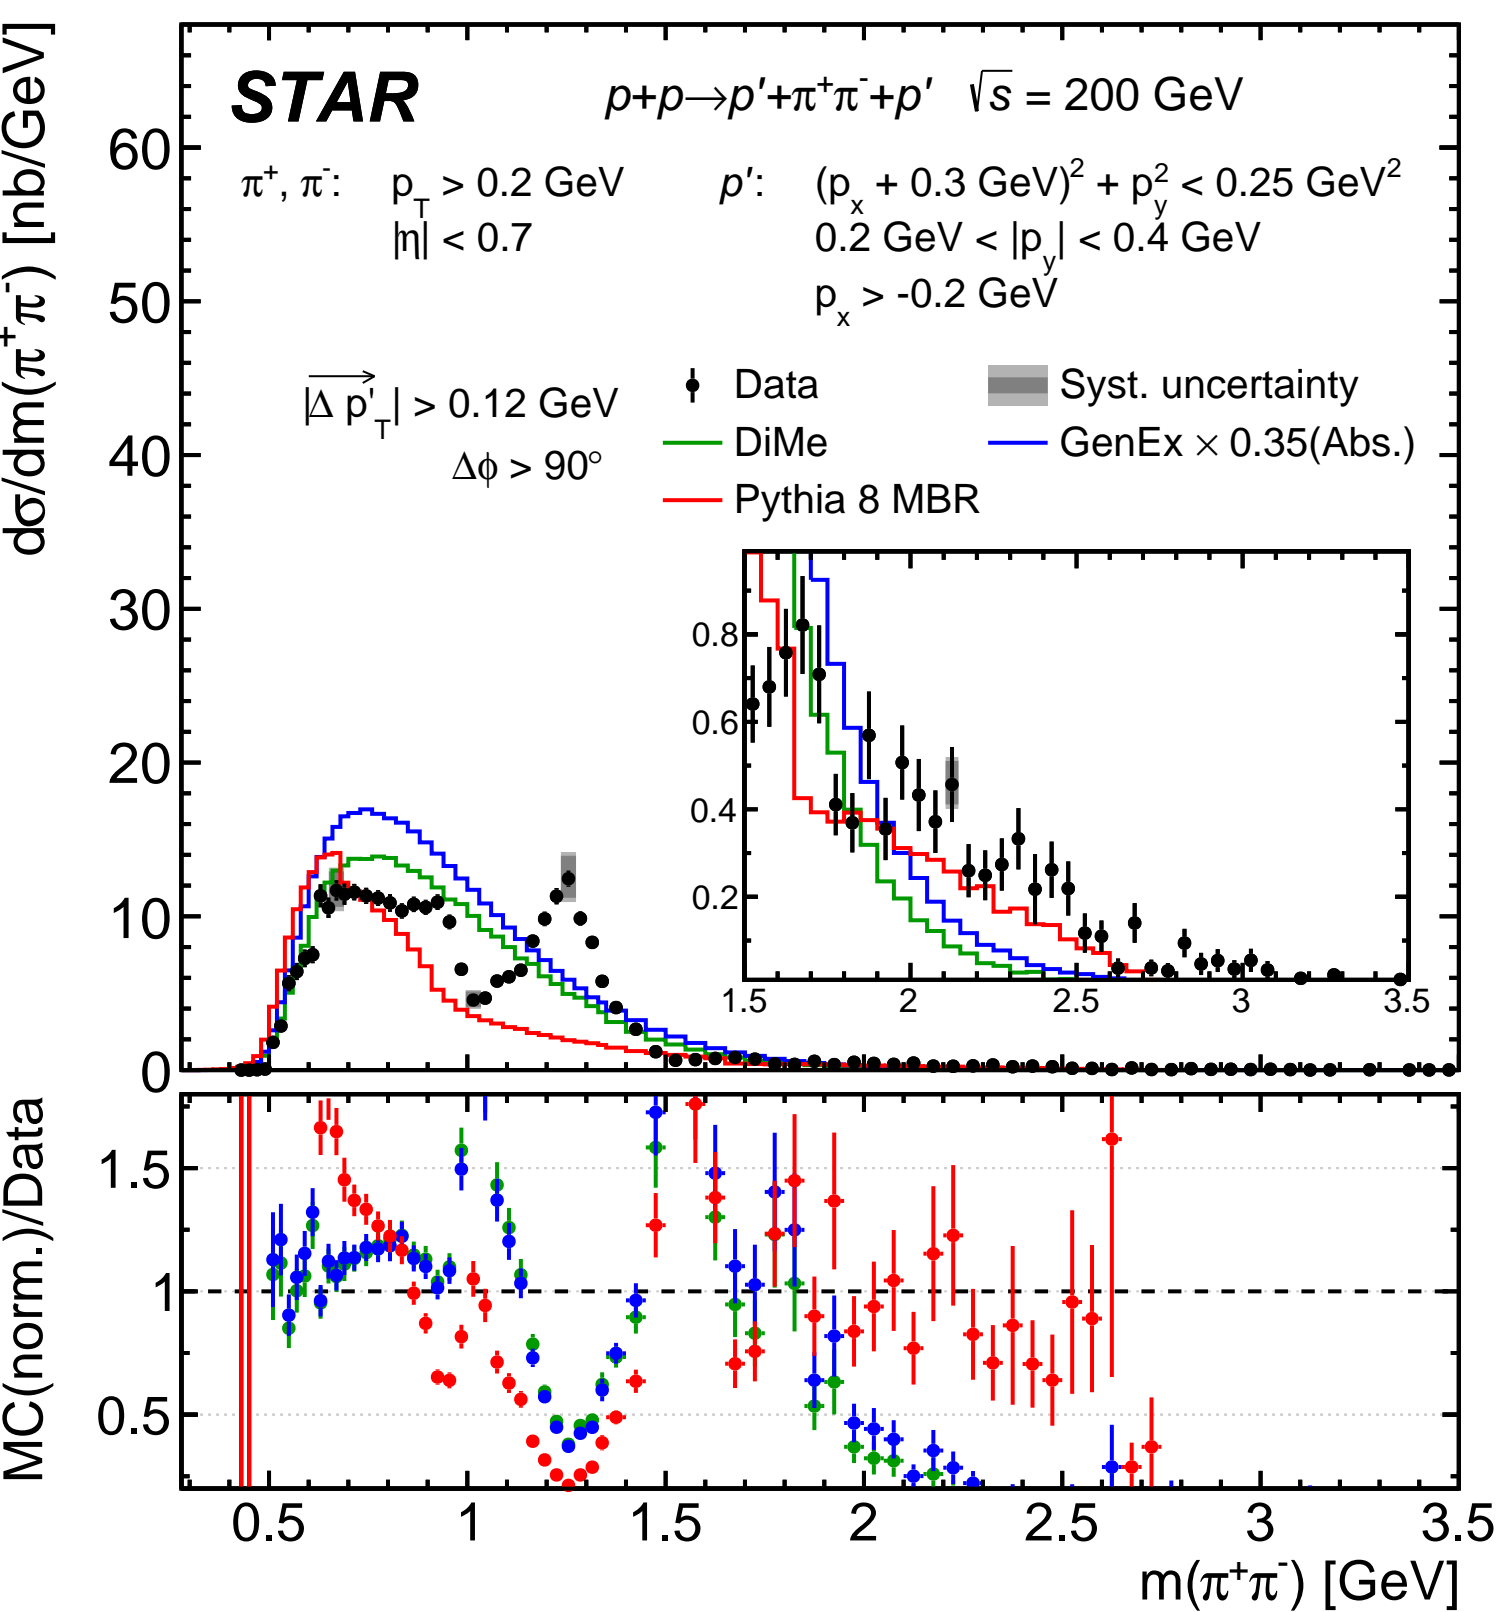 STAR p+p→p′+π⁺π⁻+p′ √s = 200 GeV
π⁺, π⁻: p_T > 0.2 GeV p′: (p_x + 0.3 GeV)² + p_y² < 0.25 GeV²
|η| < 0.7 0.2 GeV < |p_y| < 0.4 GeV
p_x > -0.2 GeV
|Δ p'_T| > 0.12 GeV
Δϕ > 90°
Data Syst. uncertainty
DiMe GenEx × 0.35(Abs.)
Pythia 8 MBR
dσ/dm(π⁺π⁻) [nb/GeV]
60
50
40
30
20
10
0
0.8
0.6
0.4
0.2
1.5 2 2.5 3 3.5
MC(norm.)/Data
1.5
1
0.5
0.5 1 1.5 2 2.5 3 3.5
m(π⁺π⁻) [GeV]